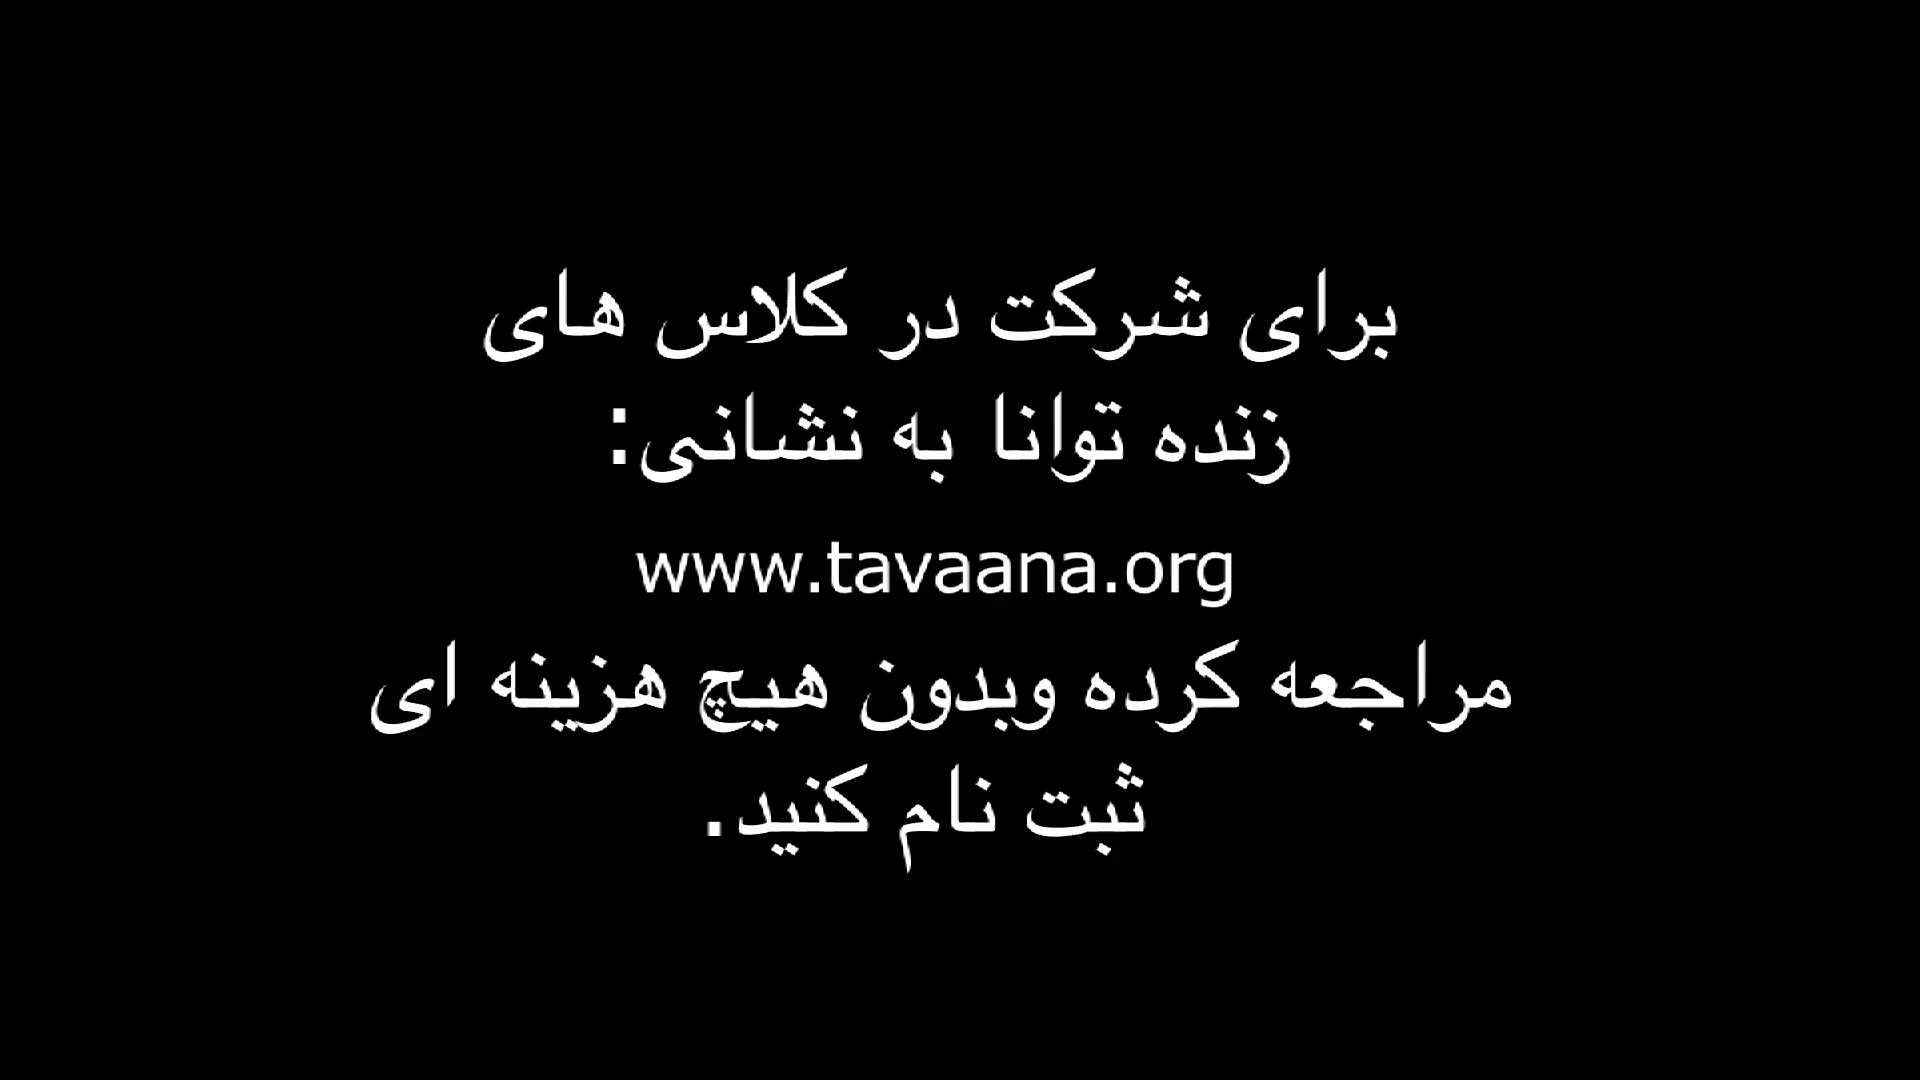 برای شرکت در کلاس های
زنده توانا به نشانی:
www.tavaana.org
مراجعه کرده وبدون هیچ هزینه ای
ثبت نام کنید.